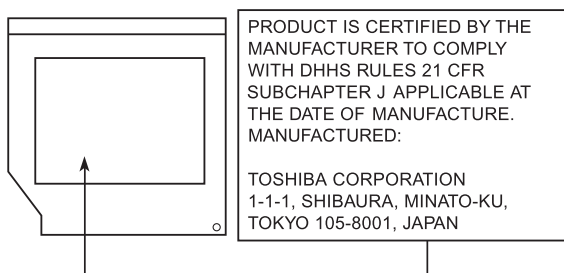 PRODUCT IS CERTIFIED BY THE
MANUFACTURER TO COMPLY
WITH DHHS RULES 21 CFR
SUBCHAPTER J APPLICABLE AT
THE DATE OF MANUFACTURE.
MANUFACTURED:
TOSHIBA CORPORATION
1-1-1, SHIBAURA, MINATO-KU,
TOKYO 105-8001, JAPAN